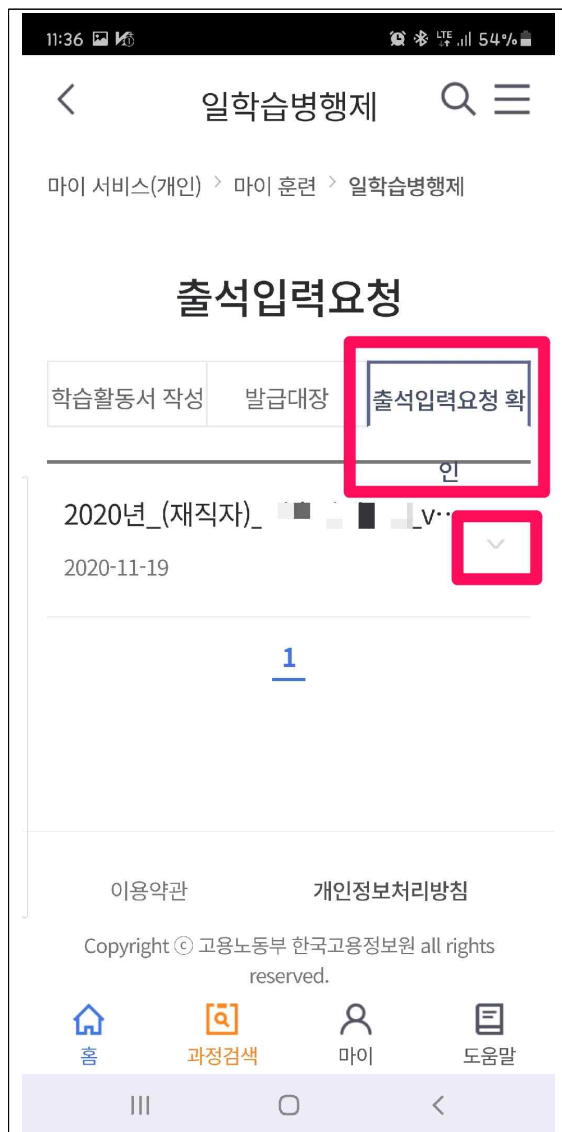 11:36
LTE 54%
일학습병행제
마이 서비스(개인) > 마이 훈련 > 일학습병행제
출석입력요청
학습활동서 작성 발급대장 출석입력요청 확
인
2020년_(재직자)_ _v··
2020-11-19
1
이용약관 개인정보처리방침
Copyright ⓒ 고용노동부 한국고용정보원 all rights
reserved.
홈 과정검색 마이 도움말